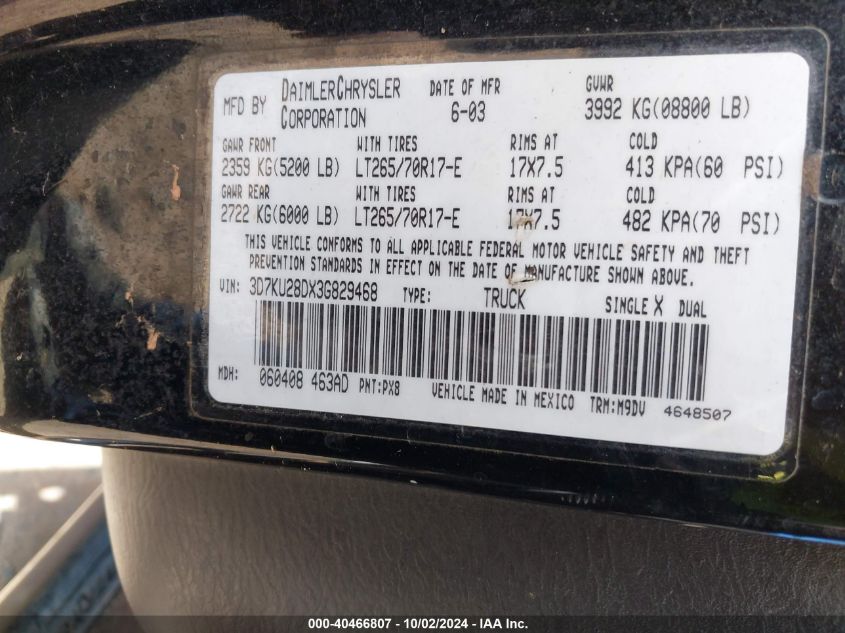 MFD BY DAIMLERCHRYSLER CORPORATION DATE OF MFR 6-03 GVWR 3992 KG(08800 LB)
GAWR FRONT WITH TIRES RIMS AT COLD
2359 KG(5200 LB) LT265/70R17-E 17X7.5 413 KPA(60 PSI)
GAWR REAR WITH TIRES RIMS AT COLD
2722 KG(6000 LB) LT265/70R17-E 17X7.5 482 KPA(70 PSI)
THIS VEHICLE CONFORMS TO ALL APPLICABLE FEDERAL MOTOR VEHICLE SAFETY AND THEFT
PREVENTION STANDARDS IN EFFECT ON THE DATE OF MANUFACTURE SHOWN ABOVE.
VIN: 3D7KU28DX3G829468 TYPE: TRUCK SINGLE X DUAL
MDH: 060408 463AD PNT:PX8 VEHICLE MADE IN MEXICO TRM:M9DV 4648507
000-40466807 - 10/02/2024 - IAA Inc.